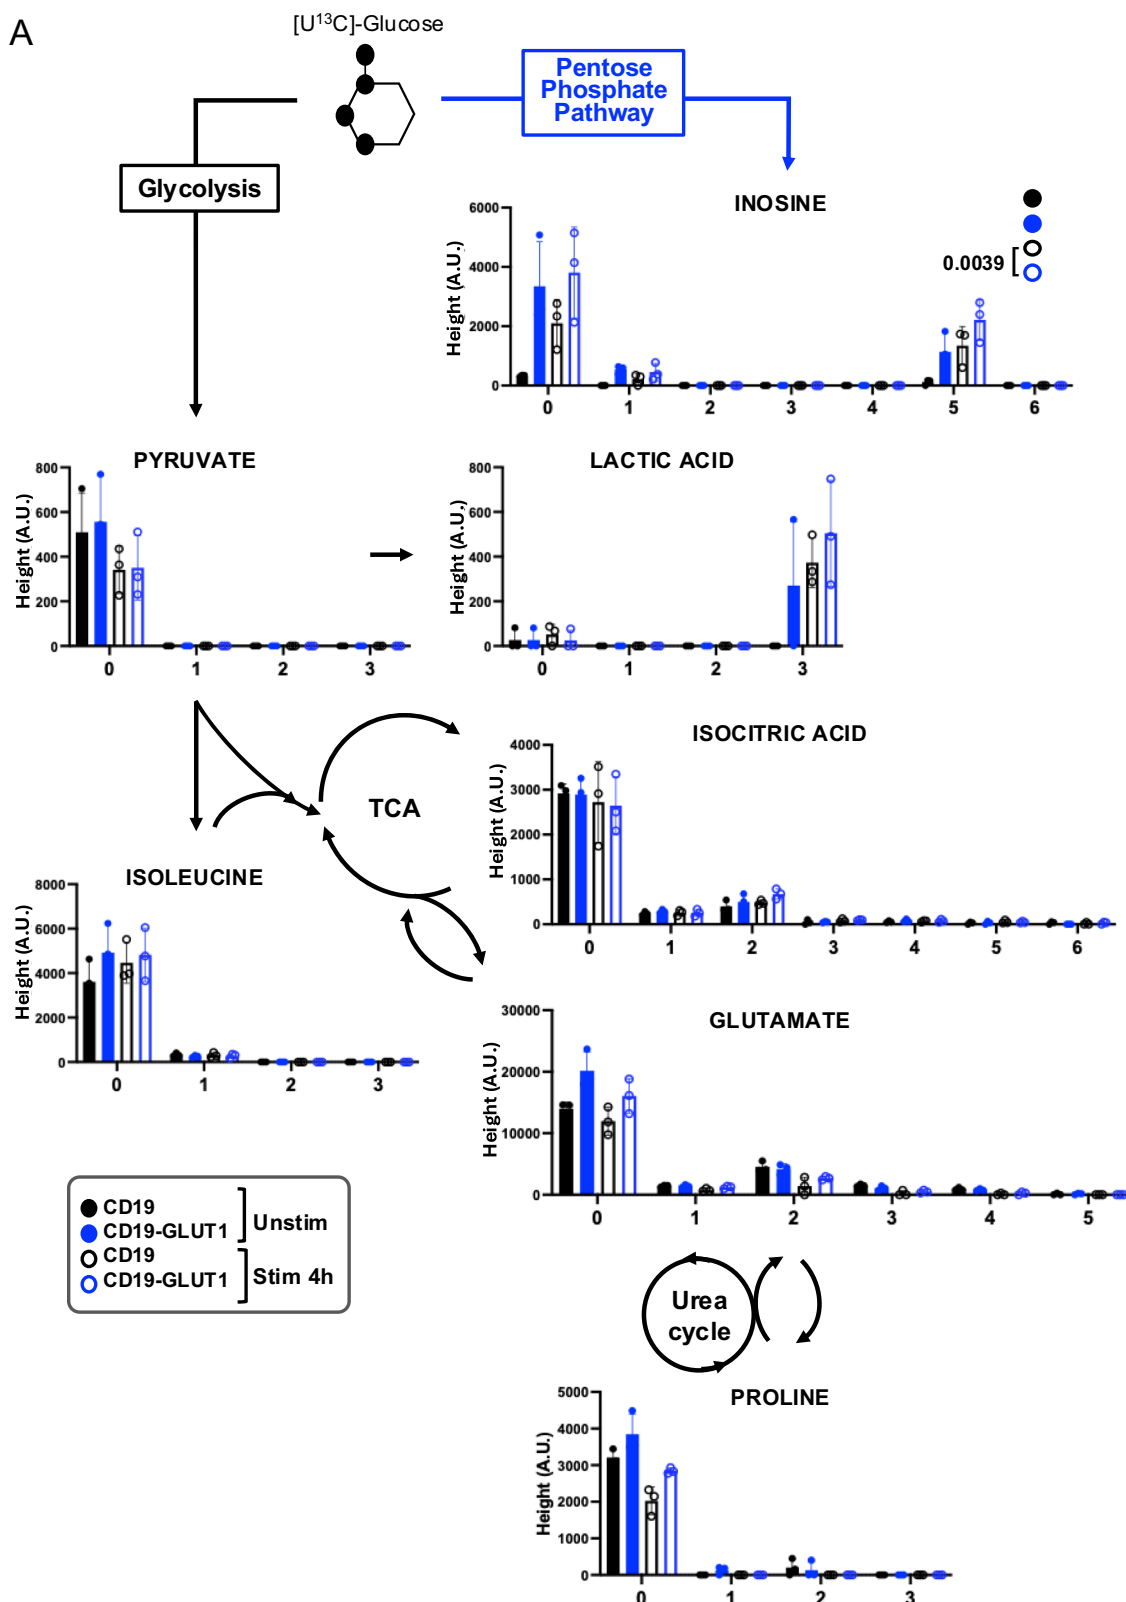 A
[U¹³C]-Glucose
Pentose
Phosphate
Pathway
Glycolysis
INOSINE
Height (A.U.)
6000
4000
2000
0
0 1 2 3 4 5 6
0.0039
PYRUVATE
Height (A.U.)
800
600
400
200
0
0 1 2 3
LACTIC ACID
Height (A.U.)
800
600
400
200
0
0 1 2 3
TCA
ISOCITRIC ACID
Height (A.U.)
4000
3000
2000
1000
0
0 1 2 3 4 5 6
ISOLEUCINE
Height (A.U.)
8000
6000
4000
2000
0
0 1 2 3
GLUTAMATE
Height (A.U.)
30000
20000
10000
0
0 1 2 3 4 5
CD19
CD19-GLUT1
Unstim
CD19
CD19-GLUT1
Stim 4h
Urea
cycle
PROLINE
Height (A.U.)
5000
4000
3000
2000
1000
0
0 1 2 3